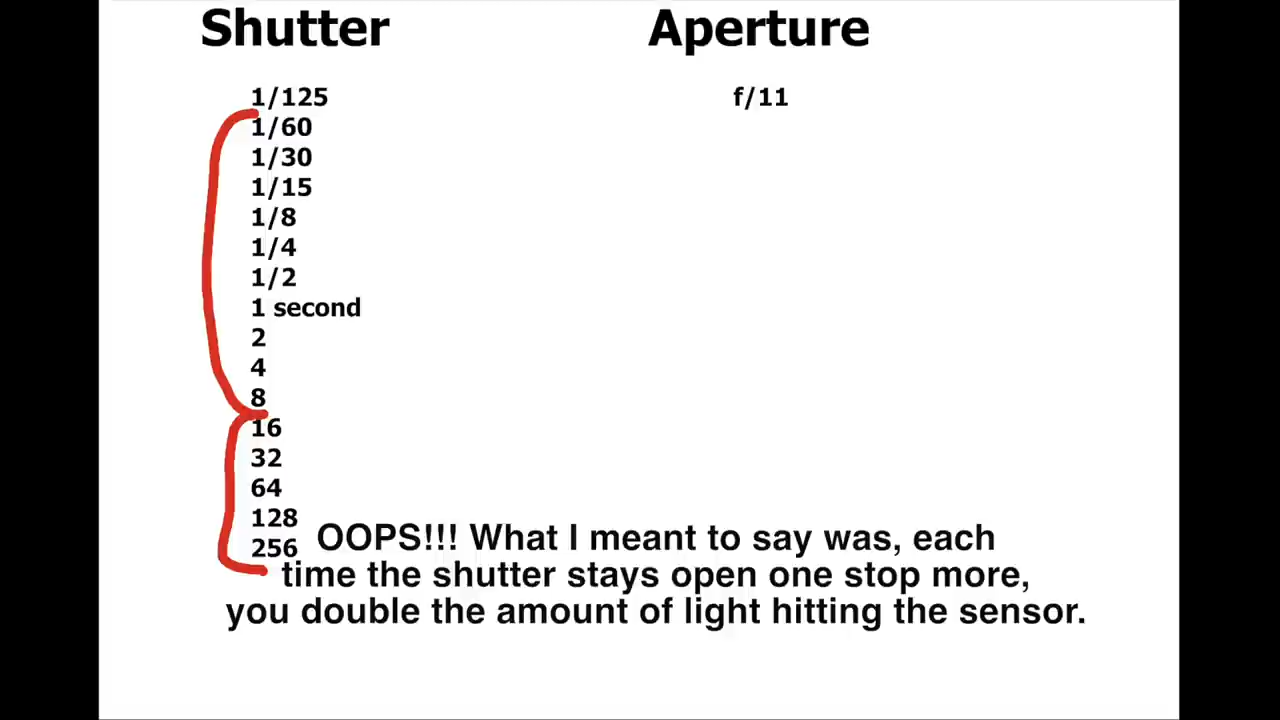 Shutter
Aperture
1/125
f/11
1/60
1/30
1/15
1/8
1/4
1/2
1 second
2
4
8
16
32
64
128
256
OOPS!!! What I meant to say was, each
time the shutter stays open one stop more,
you double the amount of light hitting the sensor.